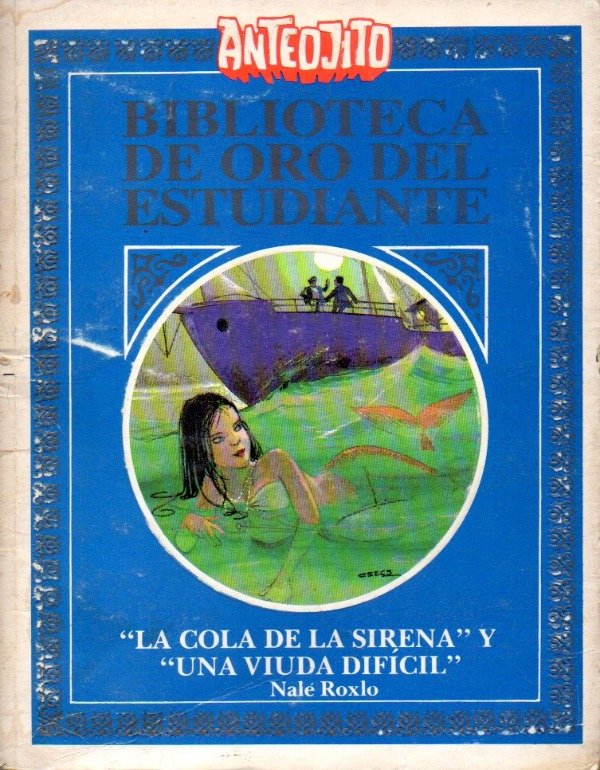 ANTEOJITO
BIBLIOTECA
DE ORO DEL
ESTUDIANTE
“LA COLA DE LA SIRENA” Y
“UNA VIUDA DIFÍCIL”
Nalé Roxlo